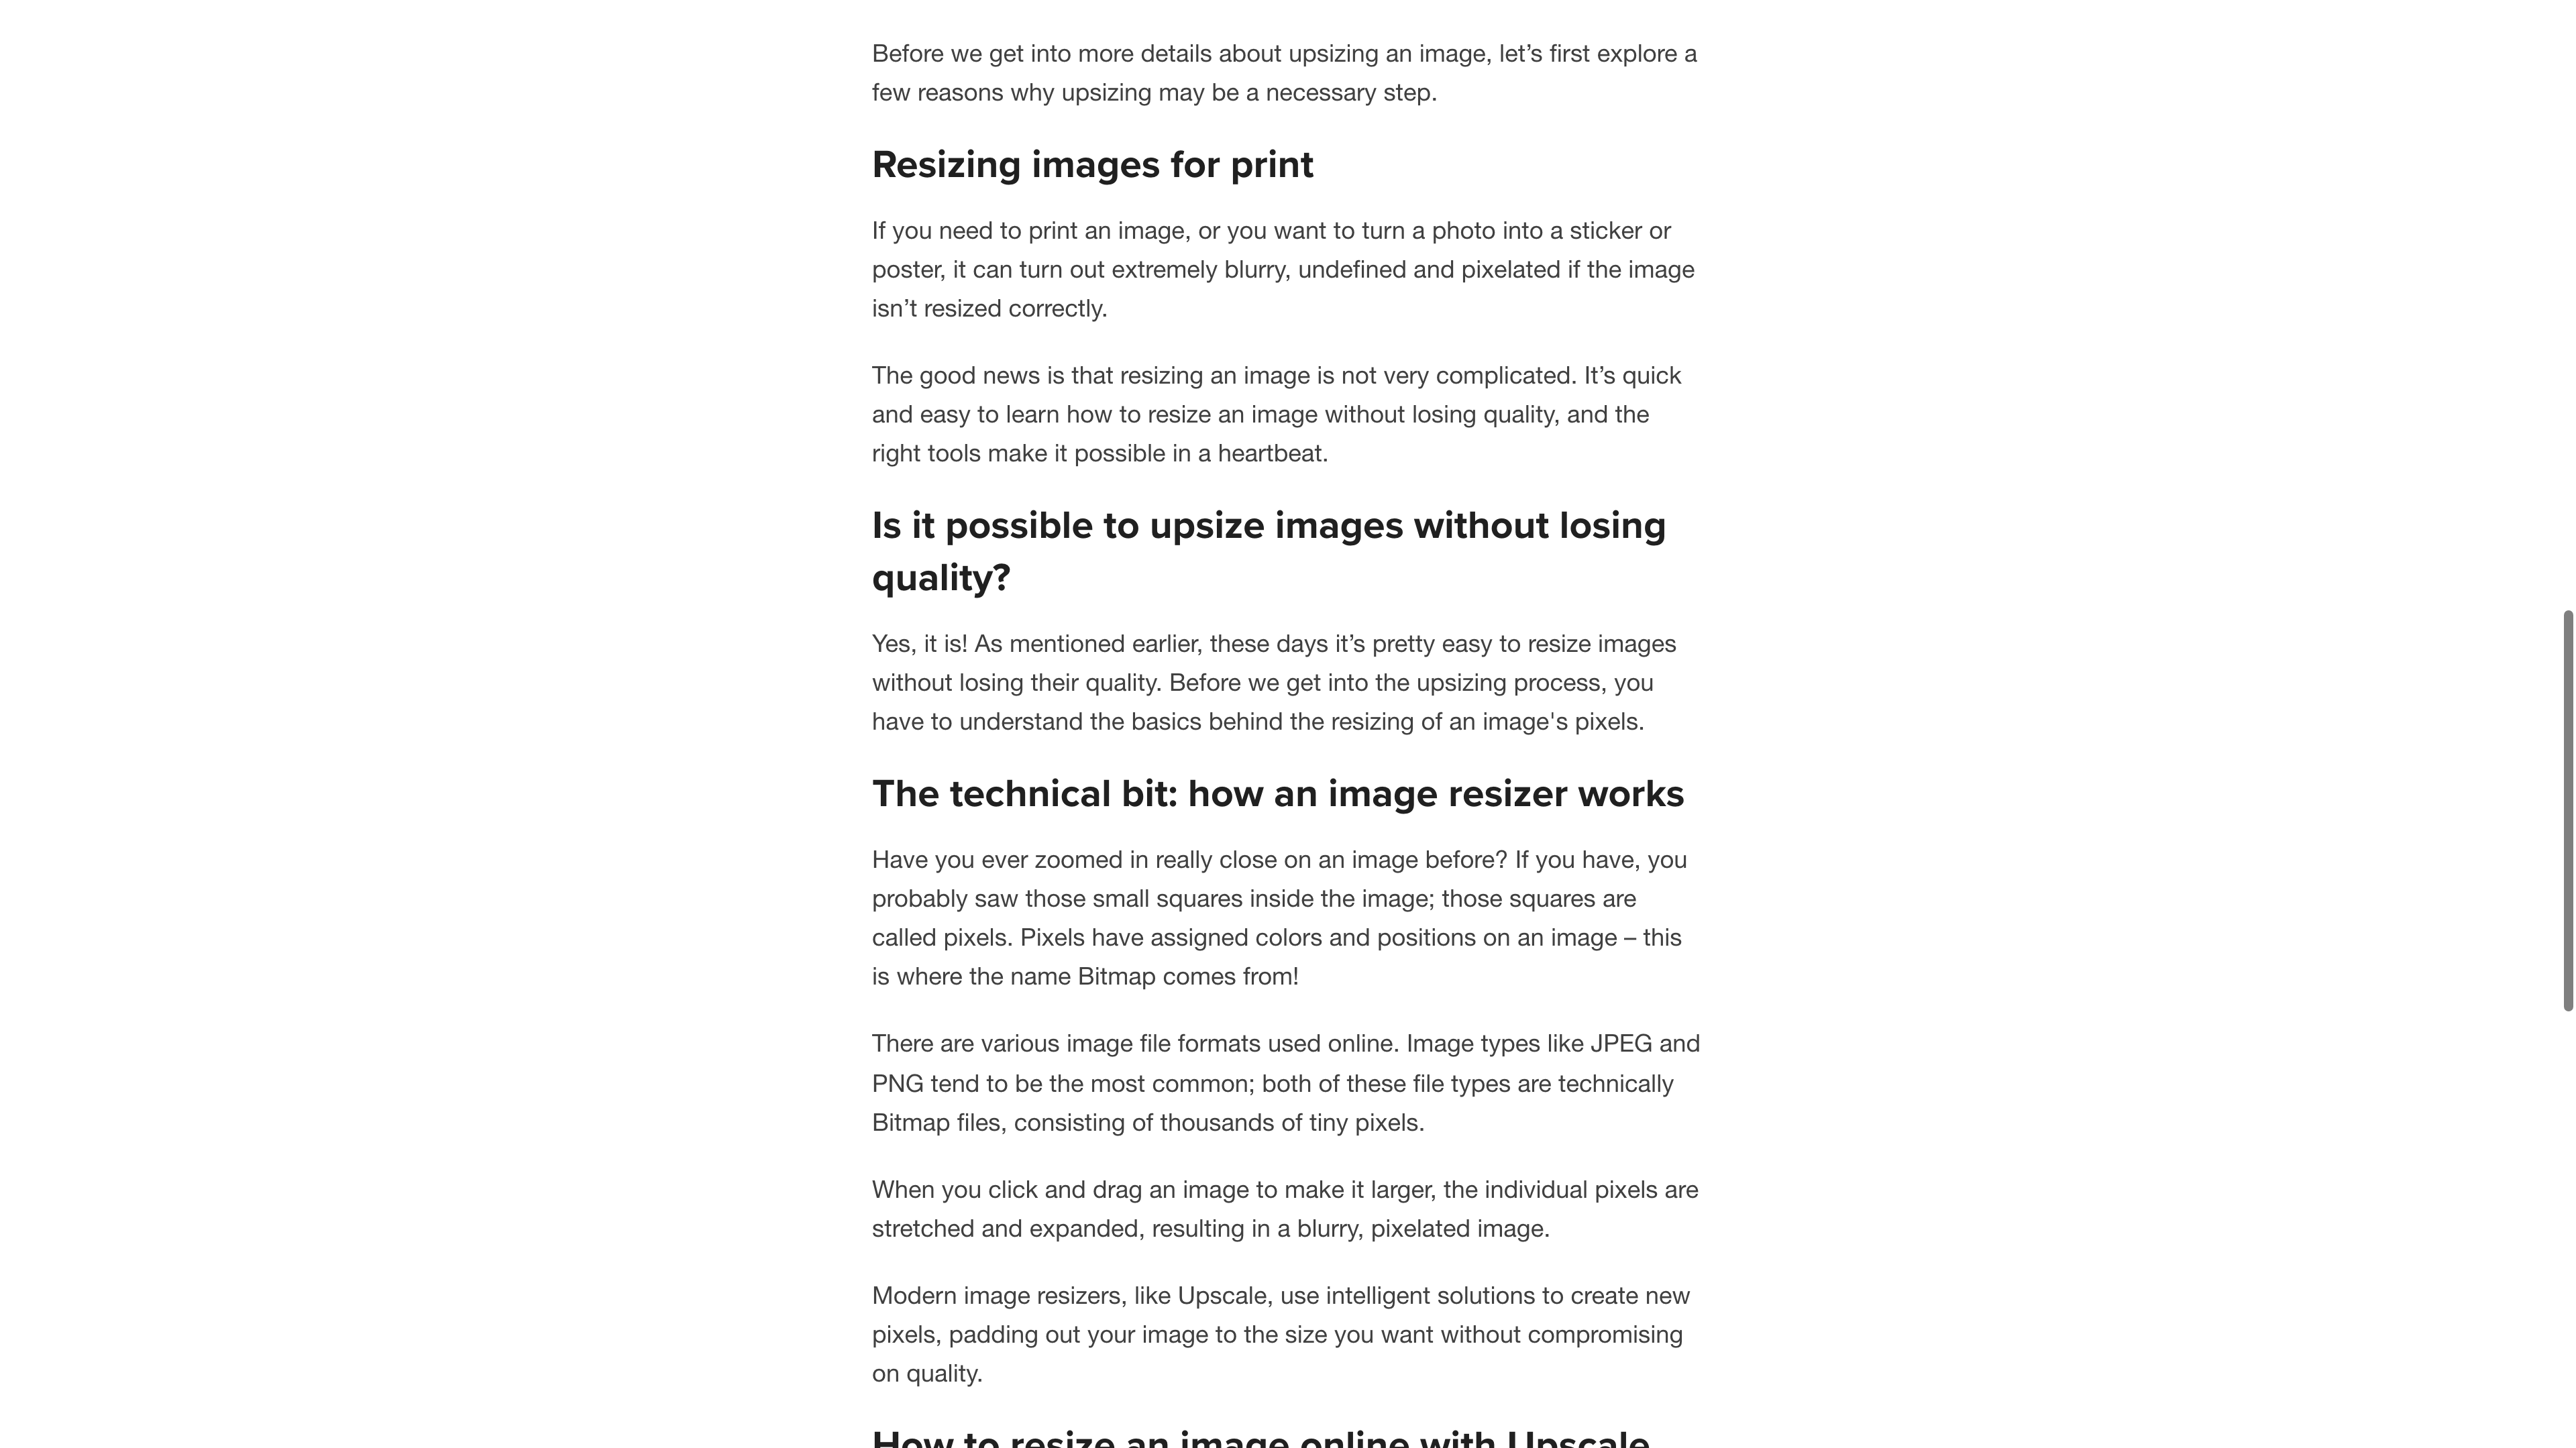 Before we get into more details about upsizing an image, let’s first explore a
few reasons why upsizing may be a necessary step.
Resizing images for print
If you need to print an image, or you want to turn a photo into a sticker or
poster, it can turn out extremely blurry, undefined and pixelated if the image
isn’t resized correctly.
The good news is that resizing an image is not very complicated. It’s quick
and easy to learn how to resize an image without losing quality, and the
right tools make it possible in a heartbeat.
Is it possible to upsize images without losing
quality?
Yes, it is! As mentioned earlier, these days it’s pretty easy to resize images
without losing their quality. Before we get into the upsizing process, you
have to understand the basics behind the resizing of an image's pixels.
The technical bit: how an image resizer works
Have you ever zoomed in really close on an image before? If you have, you
probably saw those small squares inside the image; those squares are
called pixels. Pixels have assigned colors and positions on an image – this
is where the name Bitmap comes from!
There are various image file formats used online. Image types like JPEG and
PNG tend to be the most common; both of these file types are technically
Bitmap files, consisting of thousands of tiny pixels.
When you click and drag an image to make it larger, the individual pixels are
stretched and expanded, resulting in a blurry, pixelated image.
Modern image resizers, like Upscale, use intelligent solutions to create new
pixels, padding out your image to the size you want without compromising
on quality.
How to resize an image online with Upscale